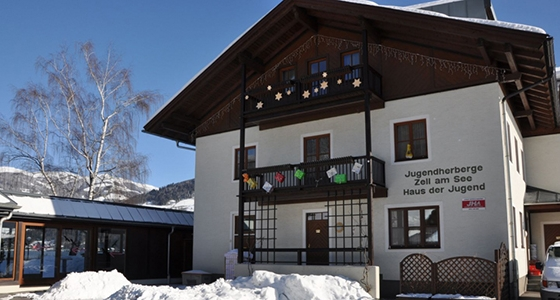 Jugendherberge
Zell am See
Haus der Jugend